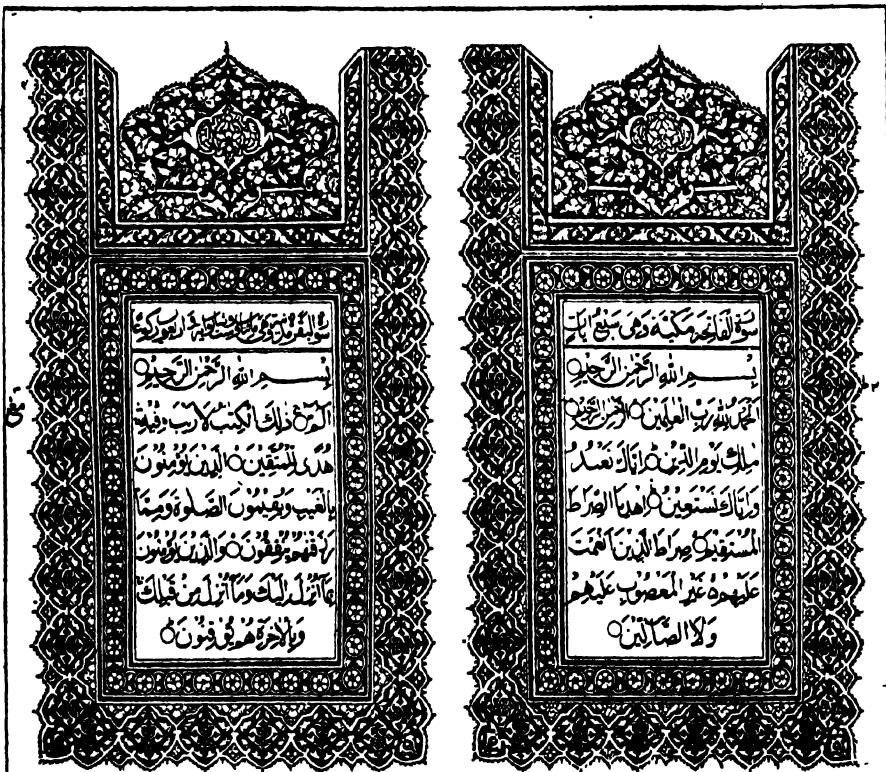 سورة الفاتحة مكية وهي سبع آيات
بسم الله الرحمن الرحيم
الحمد لله رب العلمين الرحمن الرحيم
ملك يوم الدين اياك نعبد
واياك نستعين اهدنا الصراط
المستقيم صراط الذين انعمت
عليهم غير المغضوب عليهم
ولا الضالين
سورة البقرة
بسم الله الرحمن الرحيم
الم ذلك الكتب لا ريب فيه
هدى للمتقين الذين يؤمنون
بالغيب ويقيمون الصلوة ومما
رزقنهم ينفقون والذين يؤمنون
بما انزل اليك وما انزل من قبلك
وبالاخرة هم يوقنون